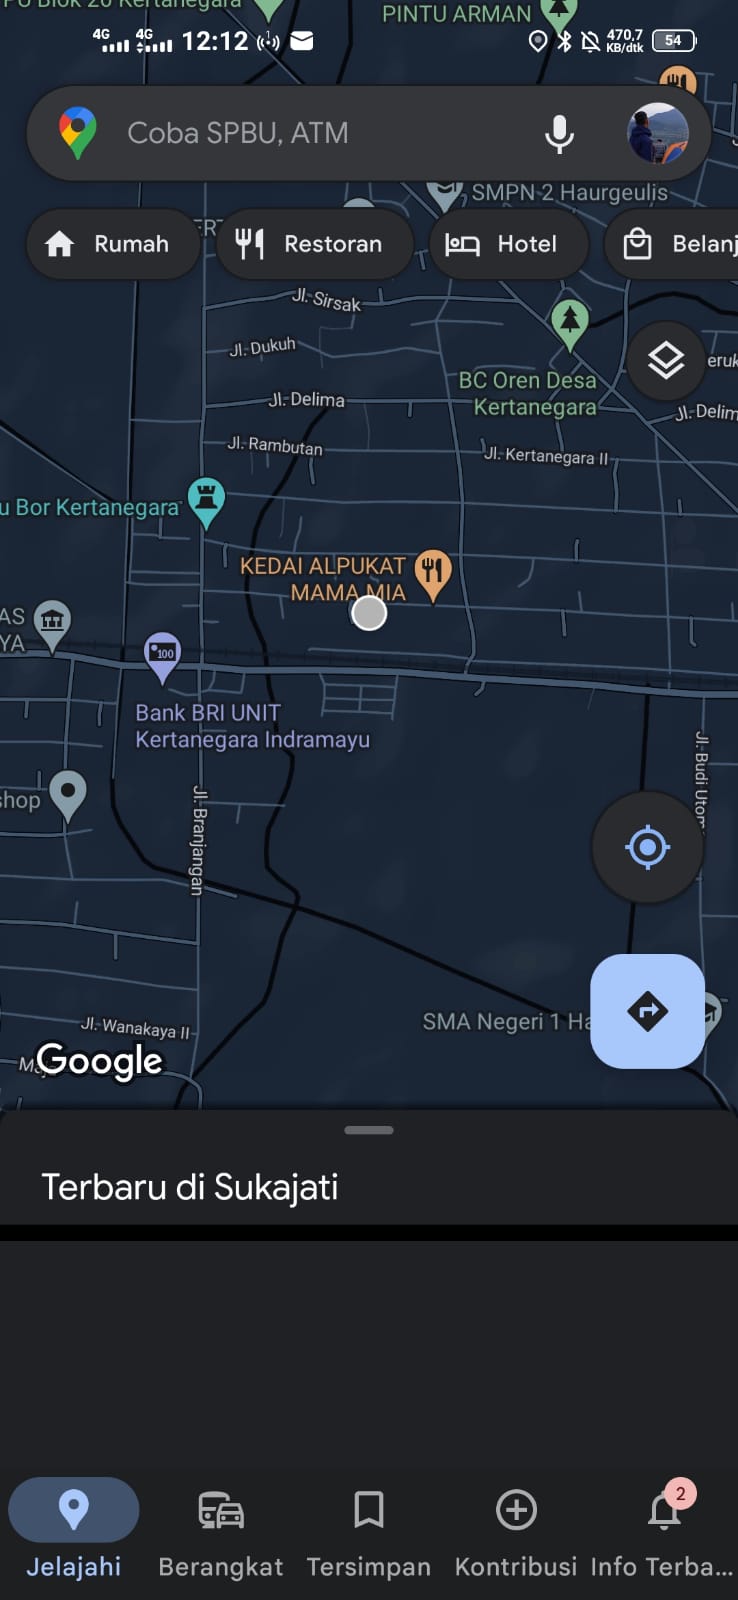 Blok 20 Kertanegara
PINTU ARMAN
4G 4G 12:12
470,7
KB/dtk
54
Coba SPBU, ATM
SMPN 2 Haurgeulis
Rumah
Restoran
Hotel
Belanj
Jl. Sirsak
Jl. Dukuh
BC Oren Desa
Kertanegara
eruk
Jl. Delima
Jl. Delim
Jl. Rambutan
Jl. Kertanegara II
u Bor Kertanegara
KEDAI ALPUKAT
MAMA MIA
AS
YA
100
Bank BRI UNIT
Kertanegara Indramayu
Jl. Budi Utom
shop
Jl. Branjangan
SMA Negeri 1 Ha
Jl. Wanakaya II
Google
Terbaru di Sukajati
2
Jelajahi
Berangkat
Tersimpan
Kontribusi
Info Terba...